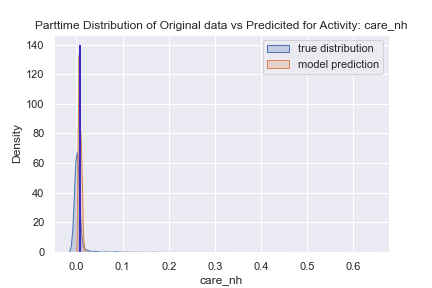 Parttime Distribution of Original data vs Predicited for Activity: care_nh
140
120
100
80
60
40
20
0
Density
true distribution
model prediction
0.0 0.1 0.2 0.3 0.4 0.5 0.6
care_nh